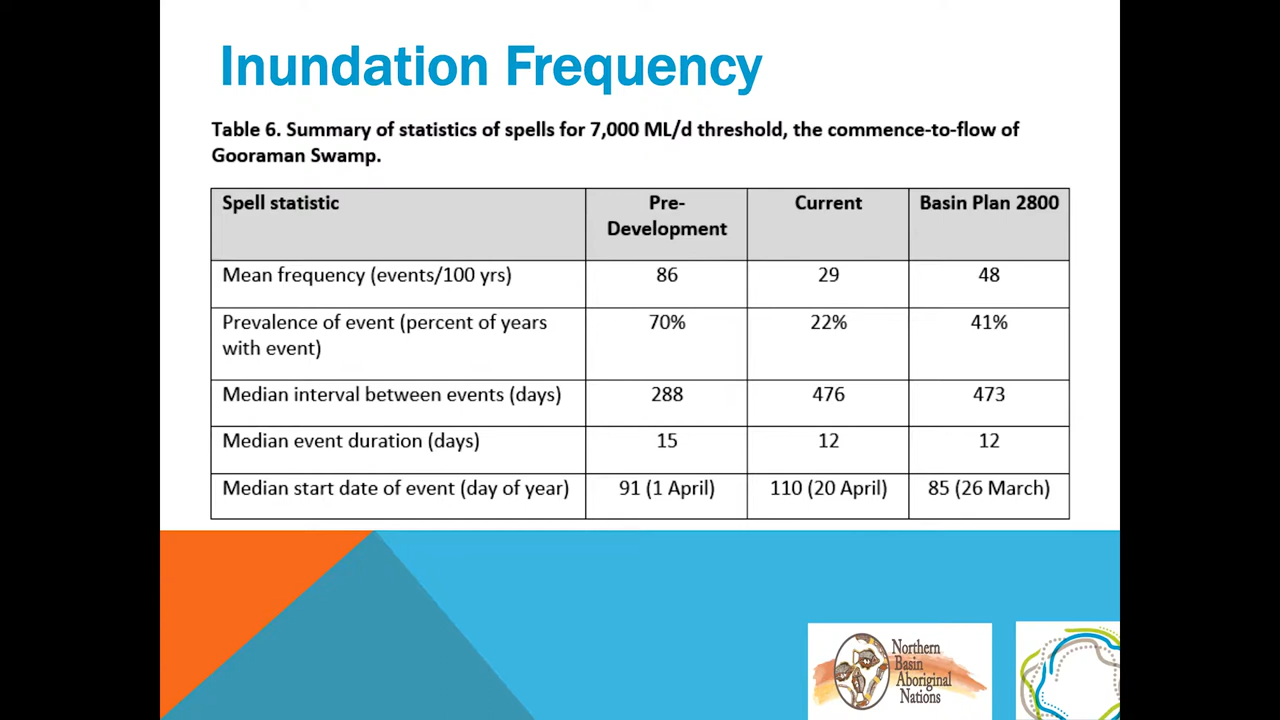 Inundation Frequency
Table 6. Summary of statistics of spells for 7,000 ML/d threshold, the commence-to-flow of
Gooraman Swamp.
Spell statistic Pre- Current Basin Plan 2800
Development
Mean frequency (events/100 yrs) 86 29 48
Prevalence of event (percent of years 70% 22% 41%
with event)
Median interval between events (days) 288 476 473
Median event duration (days) 15 12 12
Median start date of event (day of year) 91 (1 April) 110 (20 April) 85 (26 March)
Northern
Basin
Aboriginal
Nations